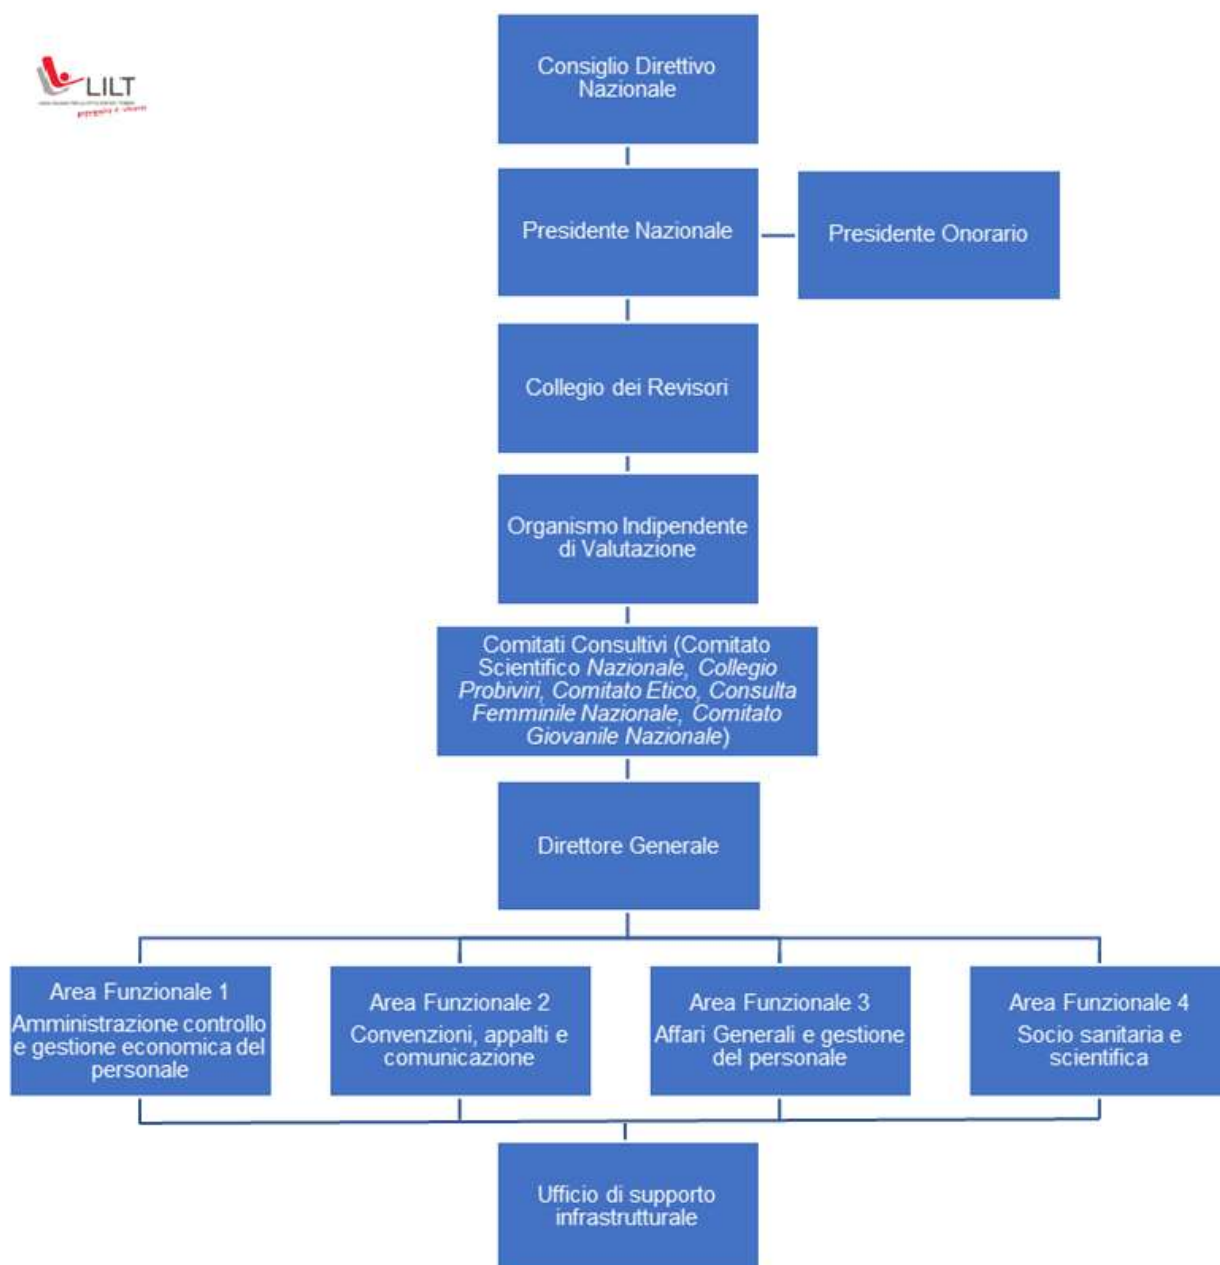 LILT
prevenire è vivere
Consiglio Direttivo
Nazionale
Presidente Nazionale
Presidente Onorario
Collegio dei Revisori
Organismo Indipendente
di Valutazione
Comitati Consultivi (Comitato
Scientifico Nazionale, Collegio
Probiviri, Comitato Etico, Consulta
Femminile Nazionale, Comitato
Giovanile Nazionale)
Direttore Generale
Area Funzionale 1
Amministrazione controllo
e gestione economica del
personale
Area Funzionale 2
Convenzioni, appalti e
comunicazione
Area Funzionale 3
Affari Generali e gestione
del personale
Area Funzionale 4
Socio sanitaria e
scientifica
Ufficio di supporto
infrastrutturale